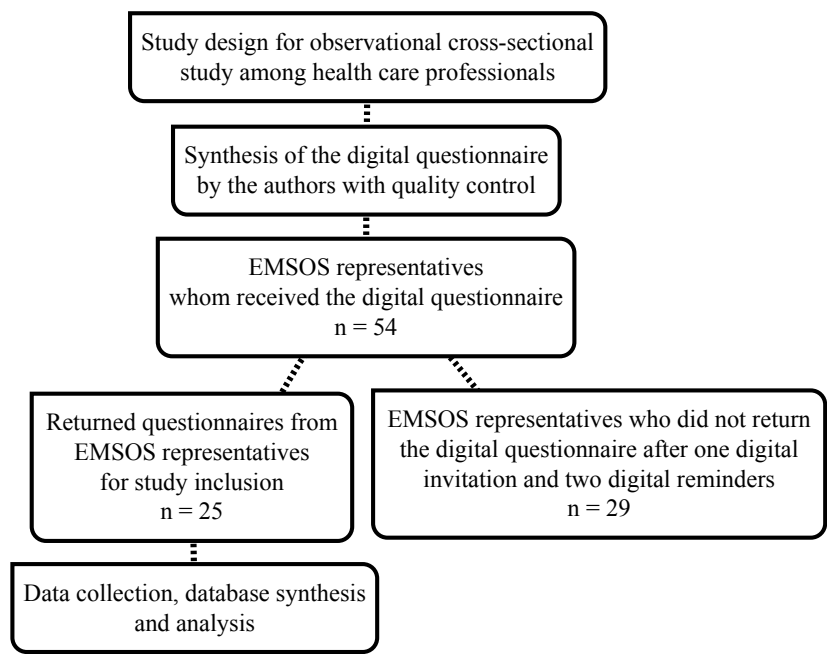 Study design for observational cross-sectional
study among health care professionals
Synthesis of the digital questionnaire
by the authors with quality control
EMSOS representatives
whom received the digital questionnaire
n = 54
Returned questionnaires from
EMSOS representatives
for study inclusion
n = 25
EMSOS representatives who did not return
the digital questionnaire after one digital
invitation and two digital reminders
n = 29
Data collection, database synthesis
and analysis